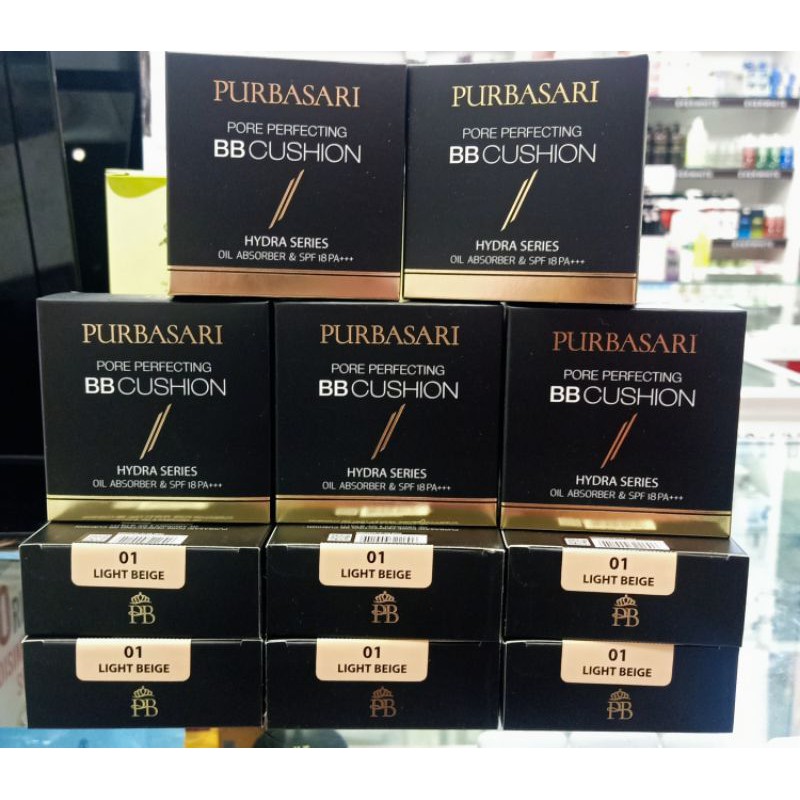 PURBASARI
PORE PERFECTING
BB CUSHION
HYDRA SERIES
OIL ABSORBER & SPF 18 PA+++
PURBASARI
PORE PERFECTING
BB CUSHION
HYDRA SERIES
OIL ABSORBER & SPF 18 PA+++
PURBASARI
PORE PERFECTING
BB CUSHION
HYDRA SERIES
OIL ABSORBER & SPF 18 PA+++
PURBASARI
PORE PERFECTING
BB CUSHION
HYDRA SERIES
OIL ABSORBER & SPF 18 PA+++
PURBASARI
PORE PERFECTING
BB CUSHION
HYDRA SERIES
OIL ABSORBER & SPF 18 PA+++
01
LIGHT BEIGE
PB
01
LIGHT BEIGE
PB
01
LIGHT BEIGE
PB
01
LIGHT BEIGE
PB
01
LIGHT BEIGE
PB
01
LIGHT BEIGE
PB